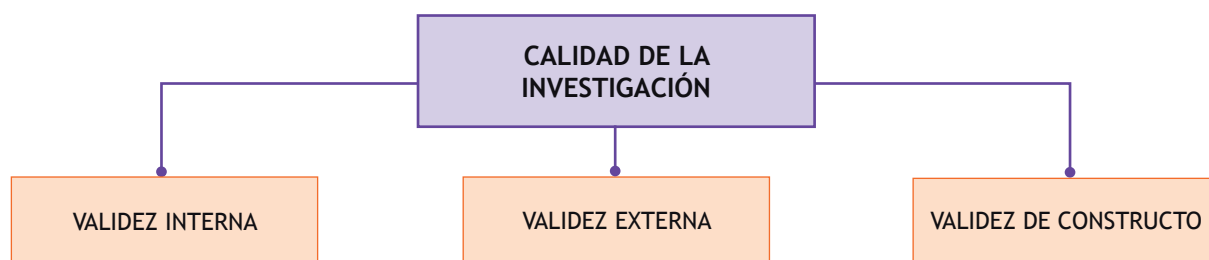 CALIDAD DE LA
INVESTIGACIÓN
VALIDEZ INTERNA
VALIDEZ EXTERNA
VALIDEZ DE CONSTRUCTO